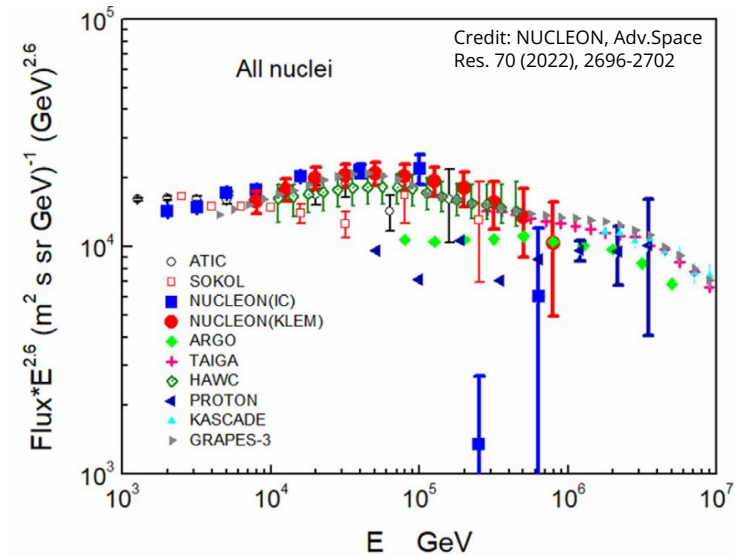 Credit: NUCLEON, Adv.Space
Res. 70 (2022), 2696-2702
All nuclei
Flux*E^2.6 (m^2 s sr GeV)^-1 (GeV)^2.6
10^5
10^4
10^3
ATIC
SOKOL
NUCLEON(IC)
NUCLEON(KLEM)
ARGO
TAIGA
HAWC
PROTON
KASCADE
GRAPES-3
10^3 10^4 10^5 10^6 10^7
E GeV